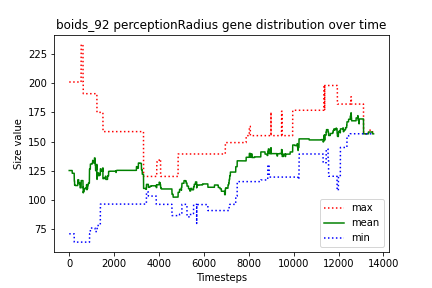 boids_92 perceptionRadius gene distribution over time
225
200
175
150
125
100
75
Size value
0
2000
4000
6000
8000
10000
12000
14000
Timesteps
max
mean
min